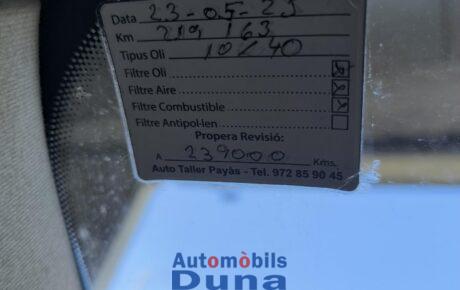 Data 23-05-23
Km 219 163
Tipus Oli 10/40
Filtre Oli
Filtre Aire
Filtre Combustible
Filtre Antipol·len
Propera Revisió:
A 239000 Kms.
Auto Taller Payàs - Tel. 972 85 90 45
Automòbils
Duna